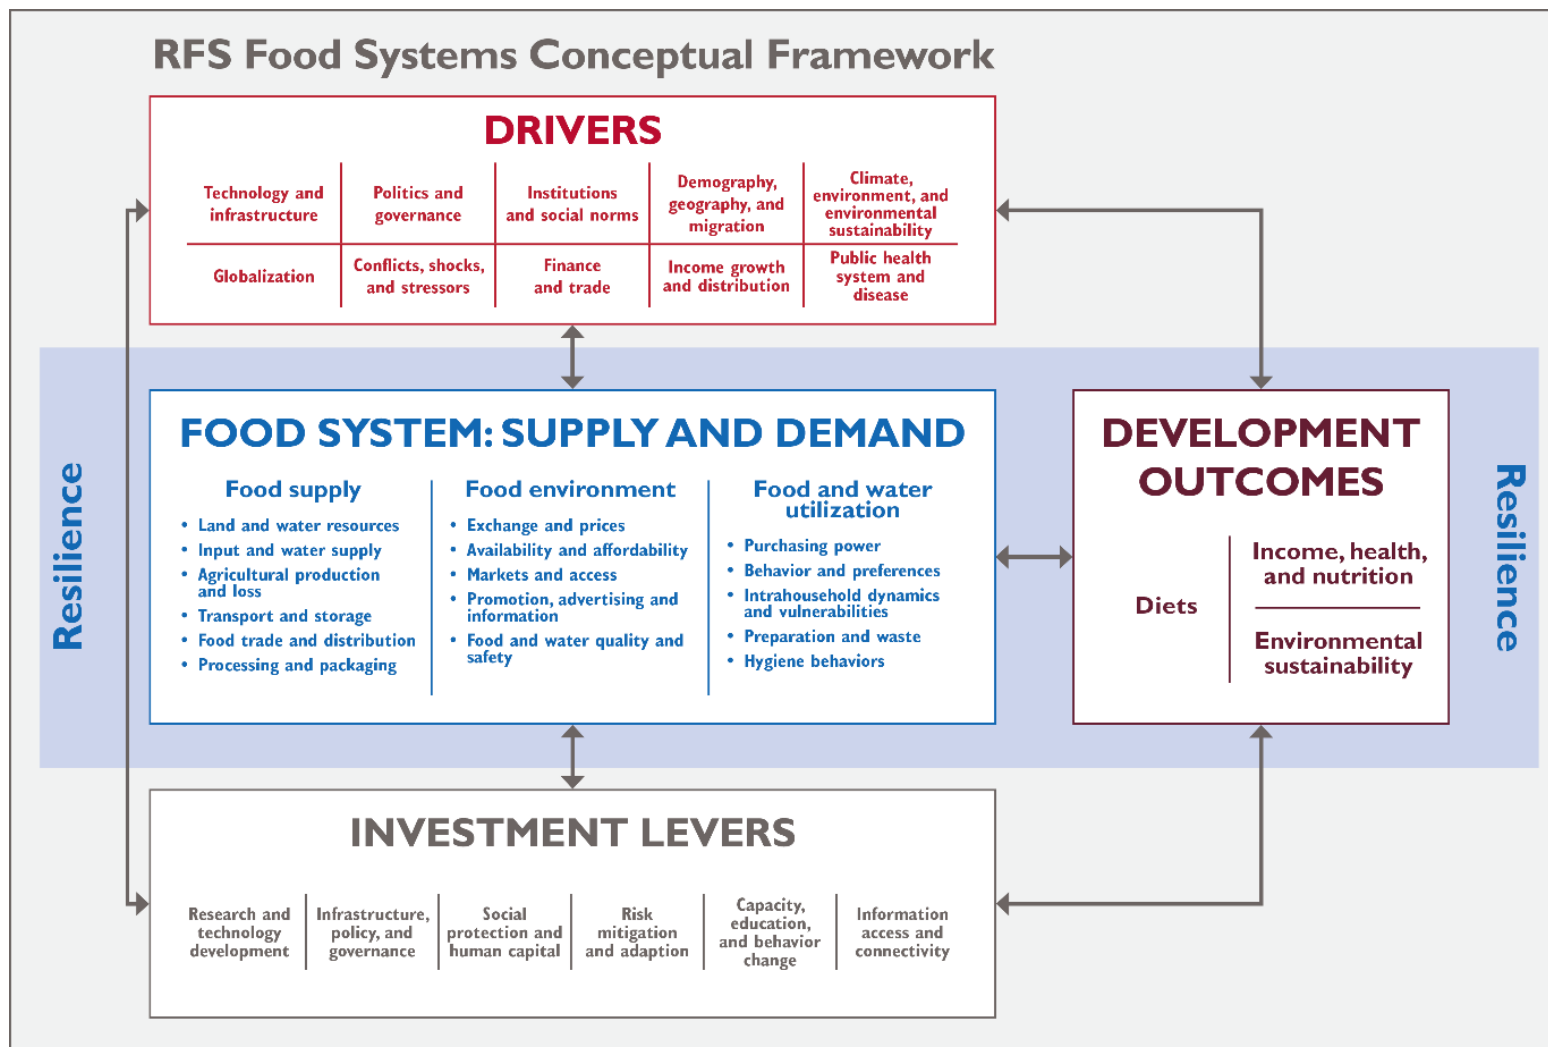 RFS Food Systems Conceptual Framework
DRIVERS
Technology and
infrastructure
Politics and
governance
Institutions
and social norms
Demography,
geography, and
migration
Climate,
environment, and
environmental
sustainability
Globalization
Conflicts, shocks,
and stressors
Finance
and trade
Income growth
and distribution
Public health
system and
disease
Resilience
FOOD SYSTEM: SUPPLY AND DEMAND
Food supply
• Land and water resources
• Input and water supply
• Agricultural production
and loss
• Transport and storage
• Food trade and distribution
• Processing and packaging
Food environment
• Exchange and prices
• Availability and affordability
• Markets and access
• Promotion, advertising and
information
• Food and water quality and
safety
Food and water
utilization
• Purchasing power
• Behavior and preferences
• Intrahousehold dynamics
and vulnerabilities
• Preparation and waste
• Hygiene behaviors
DEVELOPMENT
OUTCOMES
Diets
Income, health,
and nutrition
Environmental
sustainability
Resilience
INVESTMENT LEVERS
Research and
technology
development
Infrastructure,
policy, and
governance
Social
protection and
human capital
Risk
mitigation
and adaption
Capacity,
education,
and behavior
change
Information
access and
connectivity